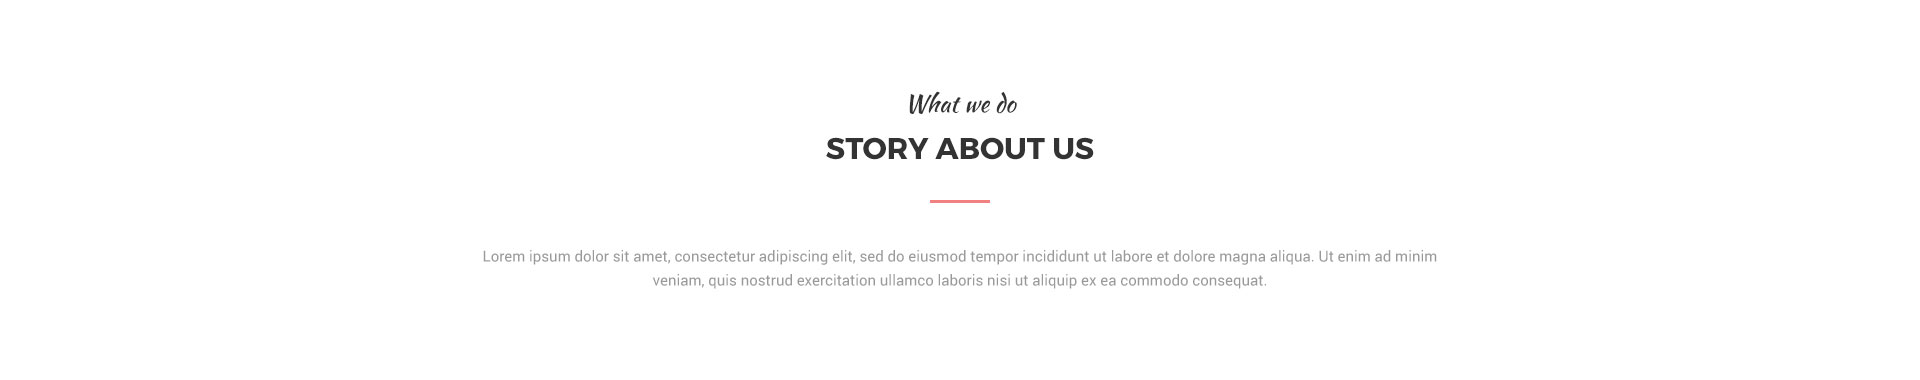 What we do
STORY ABOUT US
Lorem ipsum dolor sit amet, consectetur adipiscing elit, sed do eiusmod tempor incididunt ut labore et dolore magna aliqua. Ut enim ad minim
veniam, quis nostrud exercitation ullamco laboris nisi ut aliquip ex ea commodo consequat.